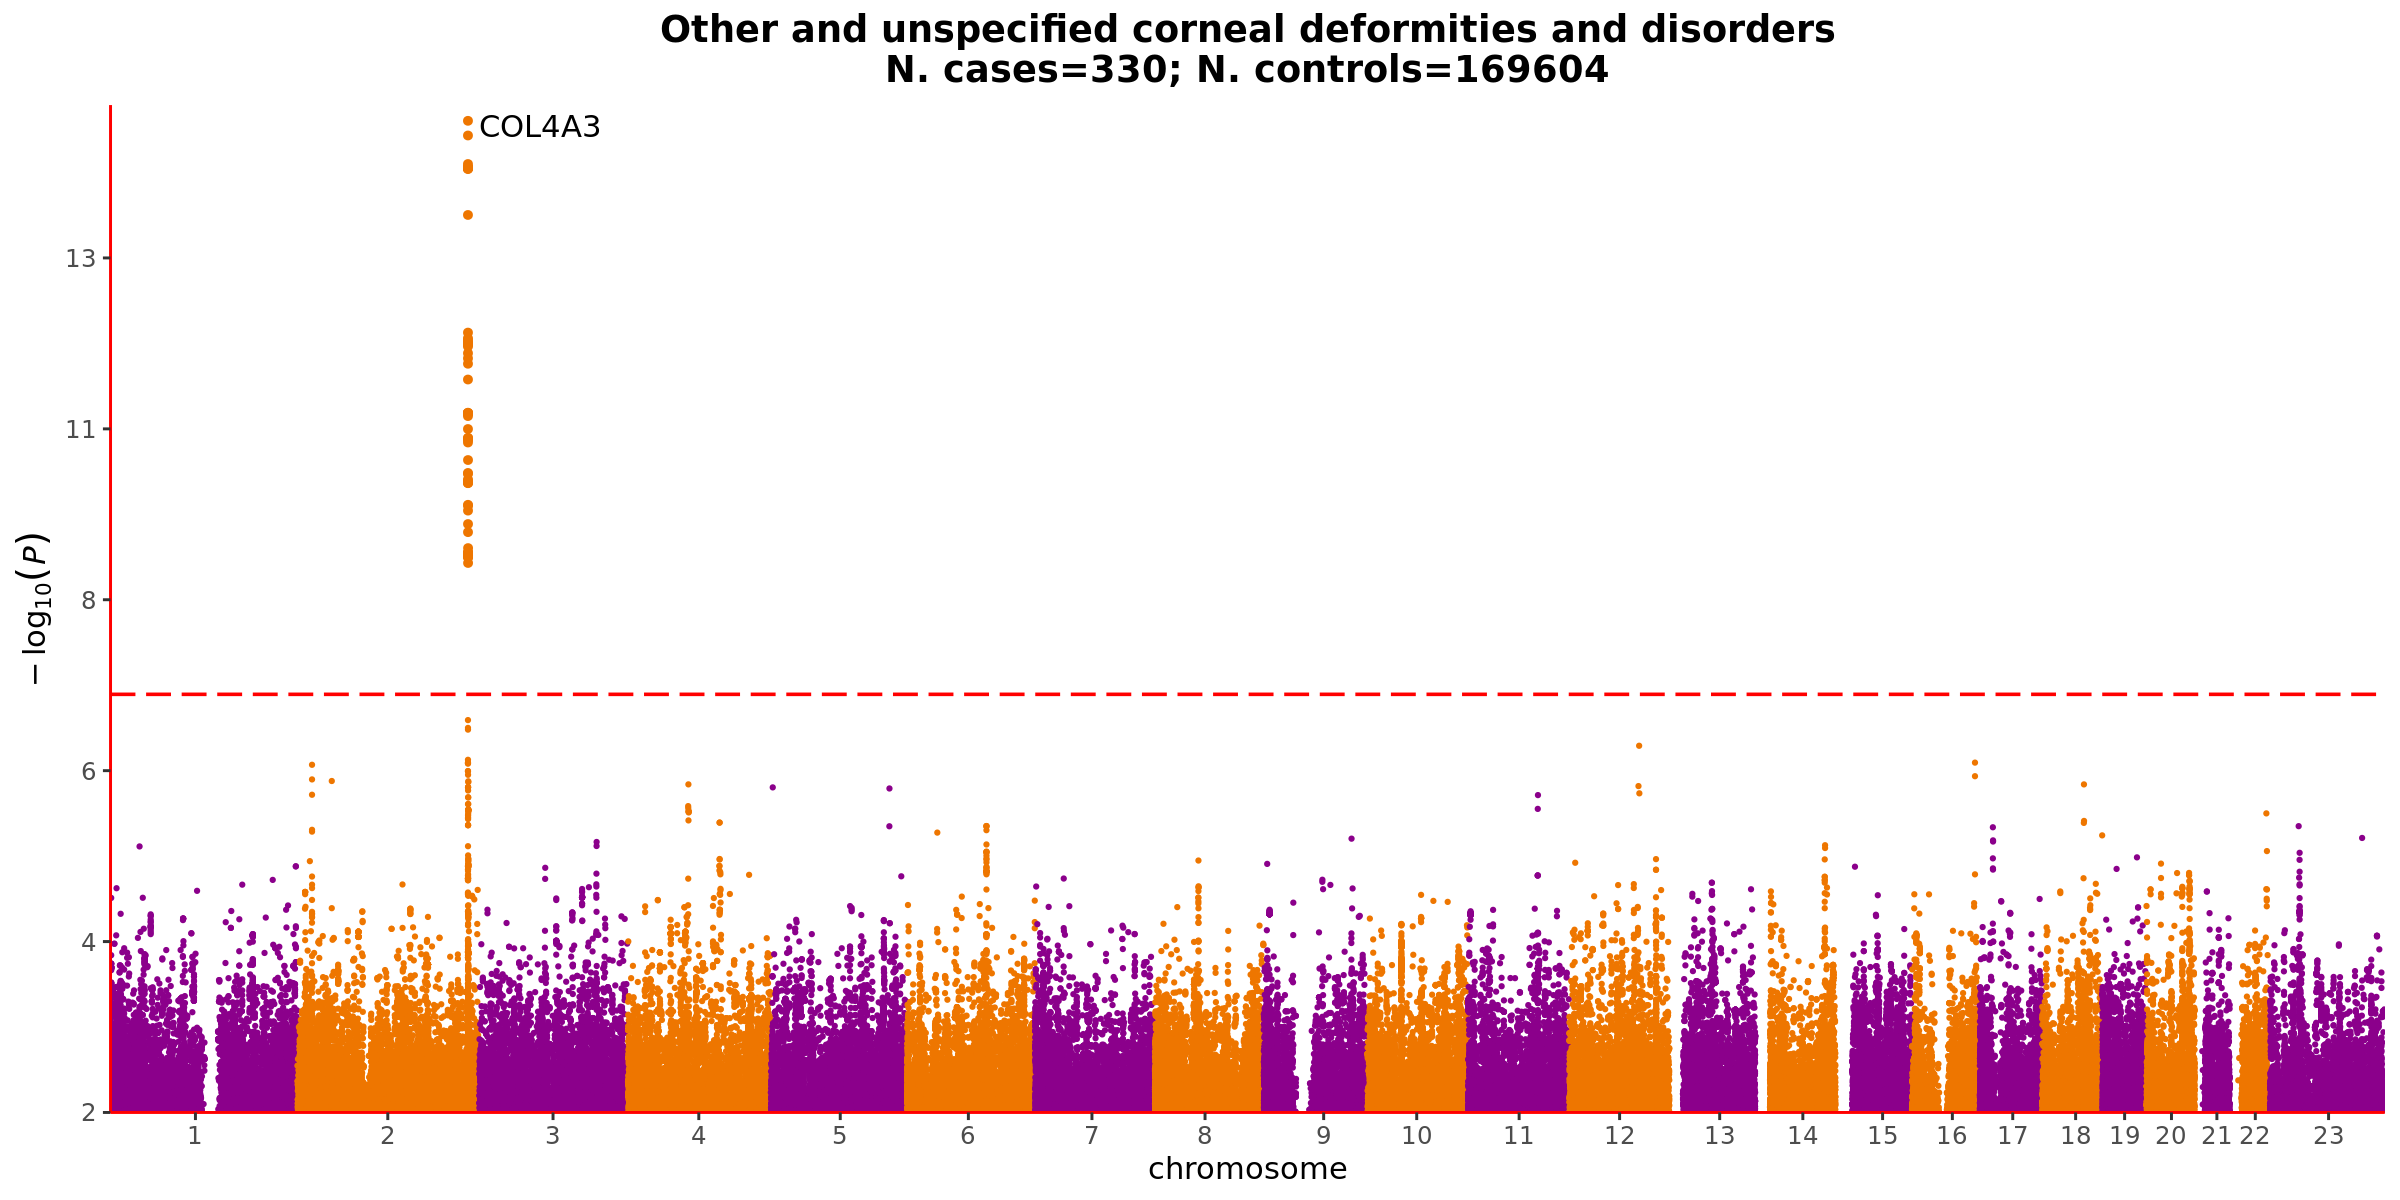 Other and unspecified corneal deformities and disorders
N. cases=330; N. controls=169604
COL4A3
13
11
8
6
4
2
− log10(P)
1 2 3 4 5 6 7 8 9 10 11 12 13 14 15 16 17 18 19 20 21 22 23
chromosome